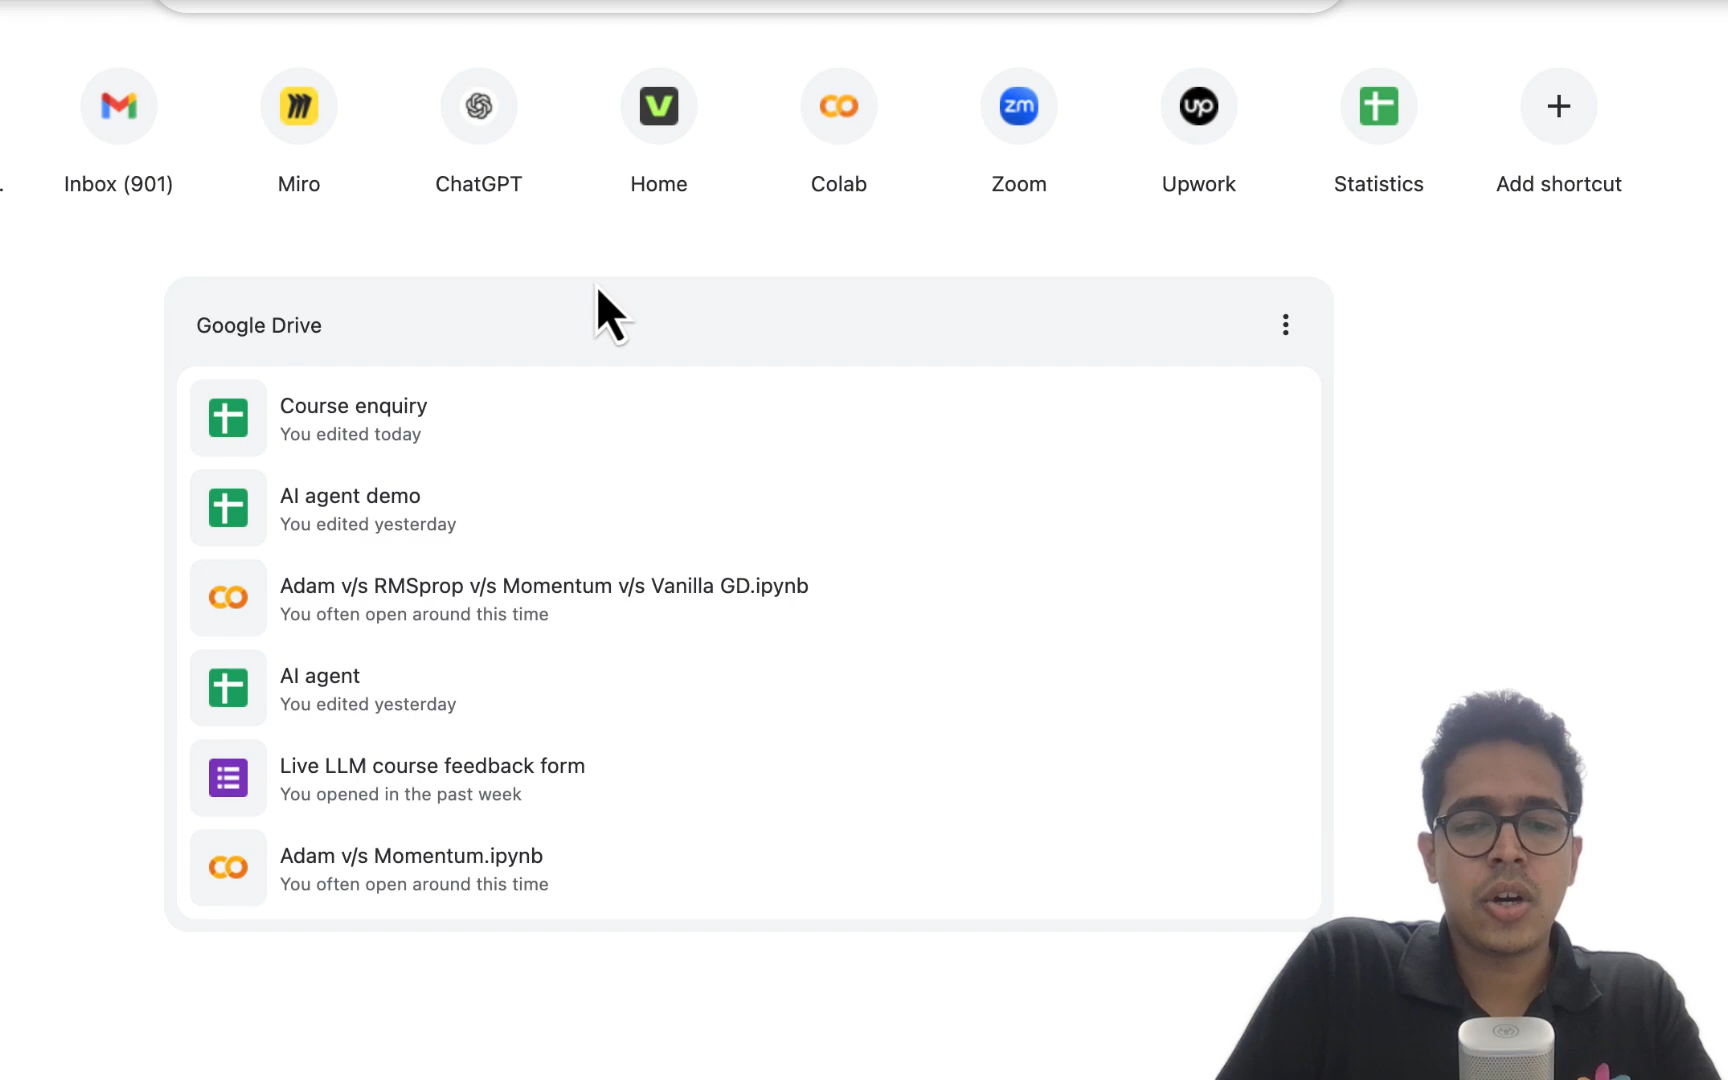 Inbox (901)
Miro
ChatGPT
Home
Colab
zm
Zoom
up
Upwork
Statistics
Add shortcut
Google Drive
Course enquiry
You edited today
AI agent demo
You edited yesterday
Adam v/s RMSprop v/s Momentum v/s Vanilla GD.ipynb
You often open around this time
AI agent
You edited yesterday
Live LLM course feedback form
You opened in the past week
Adam v/s Momentum.ipynb
You often open around this time